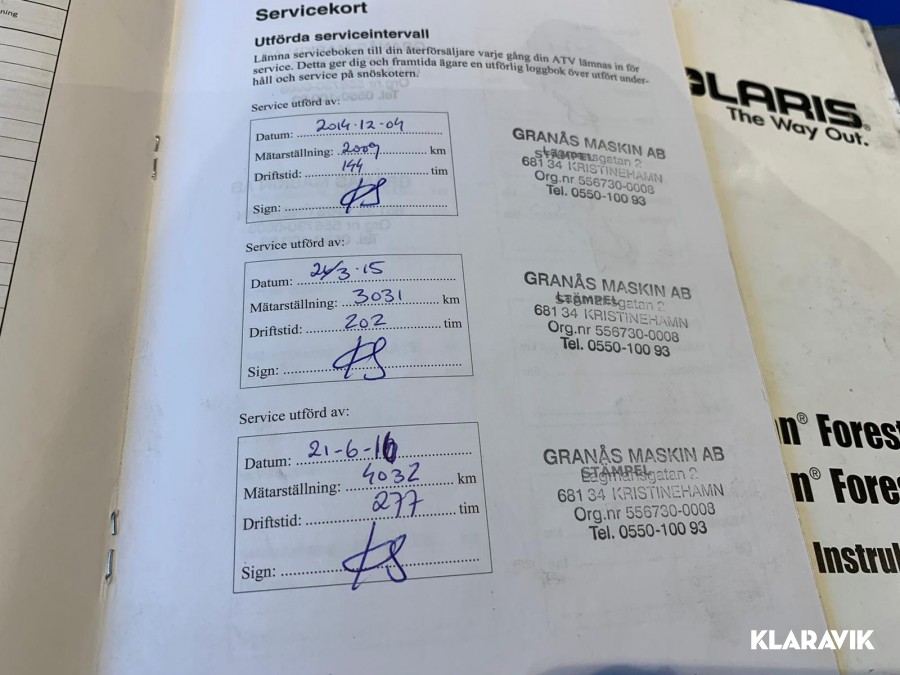 Servicekort
Utförda serviceintervall
Lämna serviceboken till din återförsäljare varje gång din ATV lämnas in för
service. Detta ger dig och framtida ägare en utförlig loggbok över utfört under-
håll och service på snöskotern.
Service utförd av:
Datum: 2014-12-04
Mätarställning: 2009 km
Driftstid: 144 tim
Sign:
GRANÅS MASKIN AB
STÄMPEL
681 34 KRISTINEHAMN
Org.nr 556730-0008
Tel. 0550-100 93
Service utförd av:
Datum: 24/3-15
Mätarställning: 3031 km
Driftstid: 202 tim
Sign:
GRANÅS MASKIN AB
STÄMPEL
681 34 KRISTINEHAMN
Org.nr 556730-0008
Tel. 0550-100 93
Service utförd av:
Datum: 21-6-16
Mätarställning: 4032 km
Driftstid: 277 tim
Sign:
GRANÅS MASKIN AB
STÄMPEL
Lagmansgatan 2
681 34 KRISTINEHAMN
Org.nr 556730-0008
Tel. 0550-100 93
OLARIS®
The Way Out.
n® Forest
n® Fores
Instruk
KLARAVIK